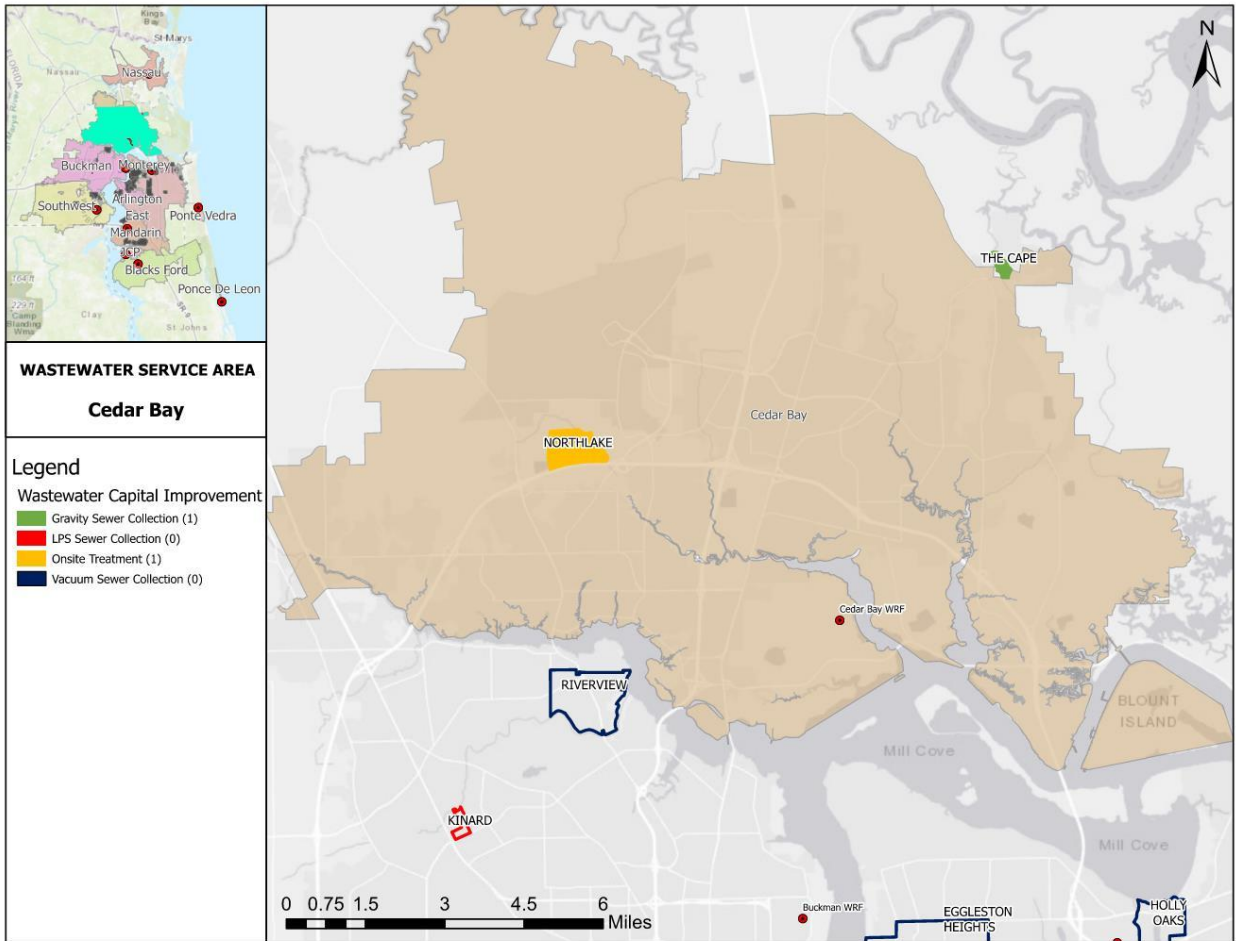 Kings
Bay
St Marys
Nassau
Nassau
FLORIDA
Buckman
Monterey
Arlington
East
Southwest
Ponte Vedra
Mandarin
JCP
Blacks Ford
Ponce De Leon
164 ft
229 ft
Camp
Blanding
Wma
Clay
St Johns
WASTEWATER SERVICE AREA
Cedar Bay
Legend
Wastewater Capital Improvement
Gravity Sewer Collection (1)
LPS Sewer Collection (0)
Onsite Treatment (1)
Vacuum Sewer Collection (0)
N
THE CAPE
Cedar Bay
NORTHLAKE
Cedar Bay WRF
RIVERVIEW
BLOUNT
ISLAND
Mill Cove
KINARD
Mill Cove
0 0.75 1.5 3 4.5 6
Miles
Buckman WRF
EGGLESTON
HEIGHTS
HOLLY
OAKS